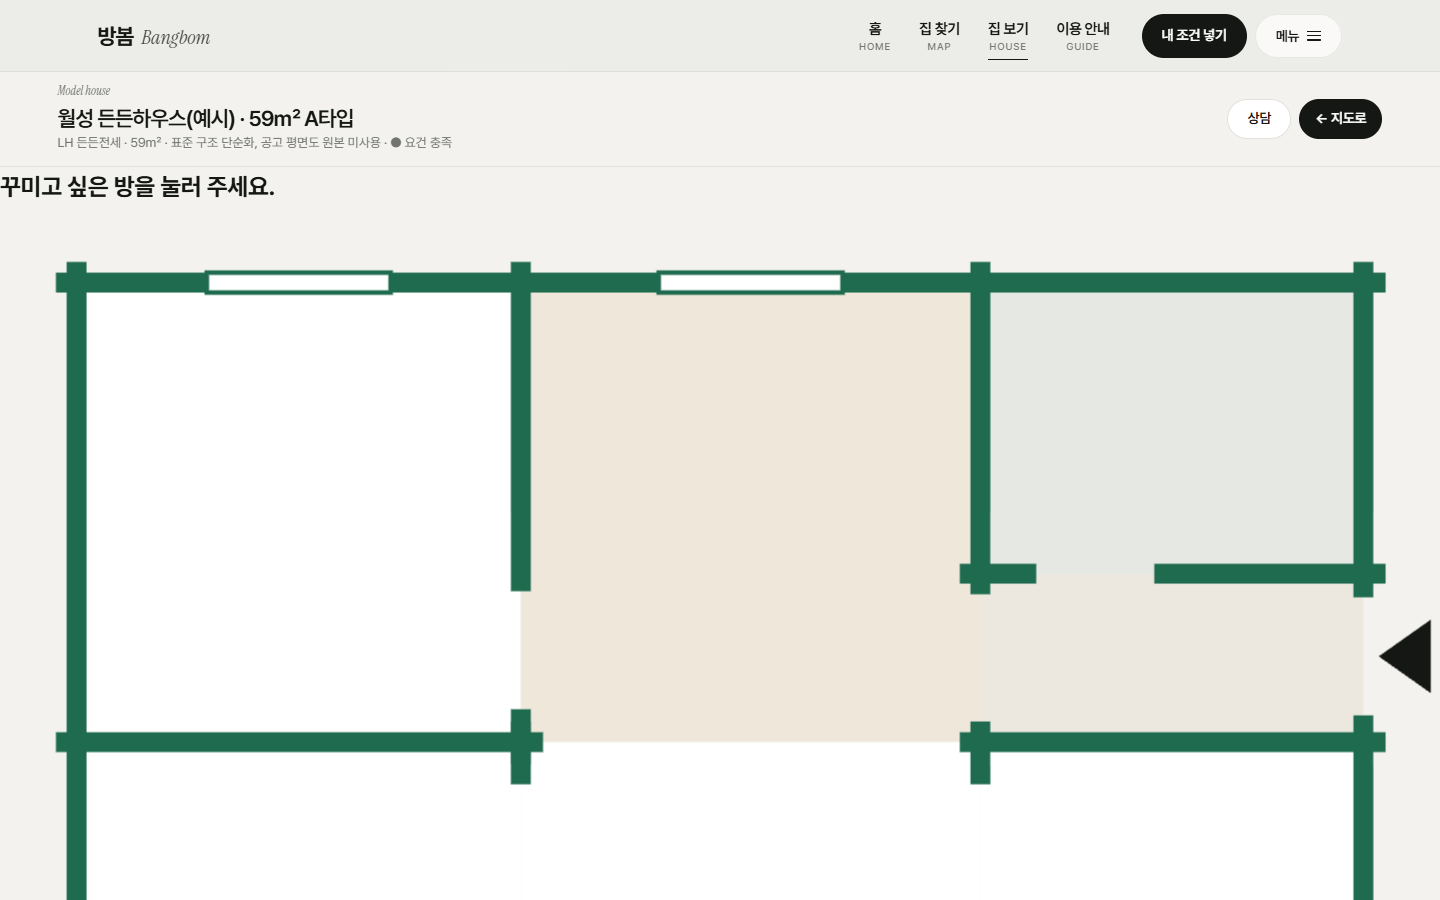 방봄 Bangbom
홈
HOME
집 찾기
MAP
집 보기
HOUSE
이용 안내
GUIDE
내 조건 넣기
메뉴
Model house
월성 든든하우스(예시) · 59m² A타입
LH 든든전세 · 59m² · 표준 구조 단순화, 공고 평면도 원본 미사용 · ● 요건 충족
상담
← 지도로
꾸미고 싶은 방을 눌러 주세요.